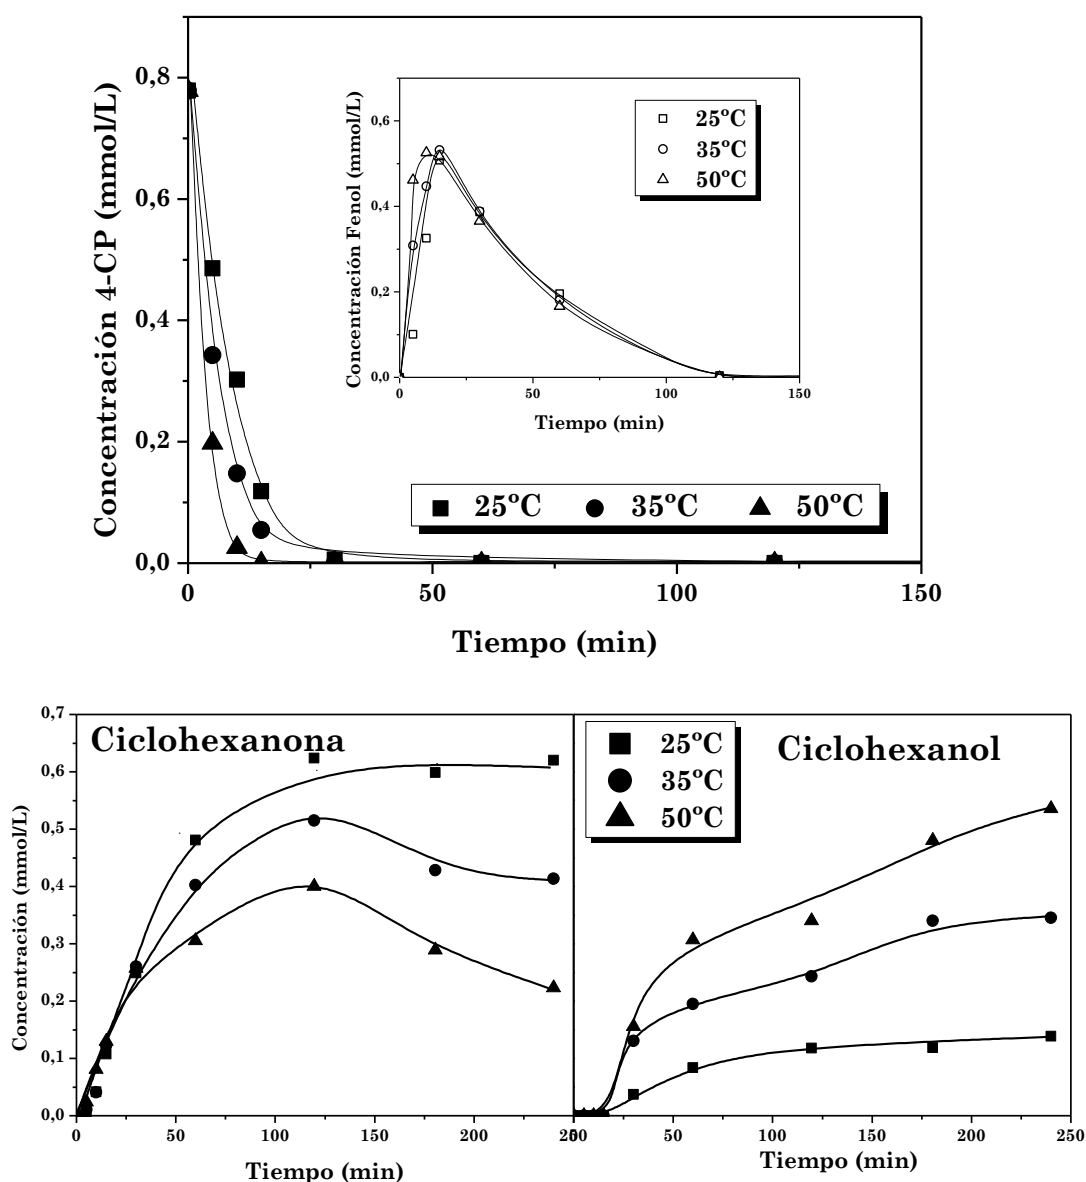 Concentración 4-CP (mmol/L)
0,8
0,6
0,4
0,2
0,0
0 50 100 150
Tiempo (min)
25ºC 35ºC 50ºC
Concentración Fenol (mmol/L)
0,6
0,4
0,2
0,0
0 50 100 150
Tiempo (min)
25ºC
35ºC
50ºC
Concentración (mmol/L)
0,7
0,6
0,5
0,4
0,3
0,2
0,1
0,0
Ciclohexanona
0 50 100 150 200 250
Tiempo (min)
25ºC
35ºC
50ºC
Ciclohexanol
0 50 100 150 200 250
Tiempo (min)